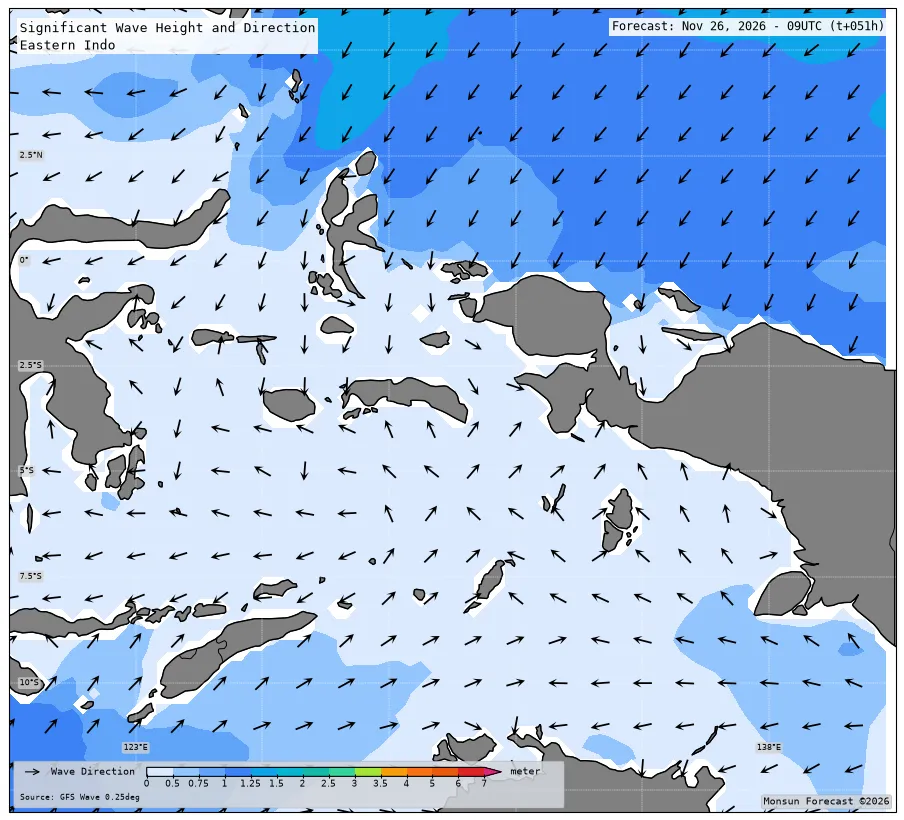 Significant Wave Height and Direction
Eastern Indo
Forecast: Nov 26, 2026 - 09UTC (t+051h)
2.5°N
0°
2.5°S
5°S
7.5°S
10°S
123°E
138°E
Wave Direction
meter
0 0.5 0.75 1 1.25 1.5 2 2.5 3 3.5 4 5 6 7
Source: GFS Wave 0.25deg
Monsun Forecast ©2026